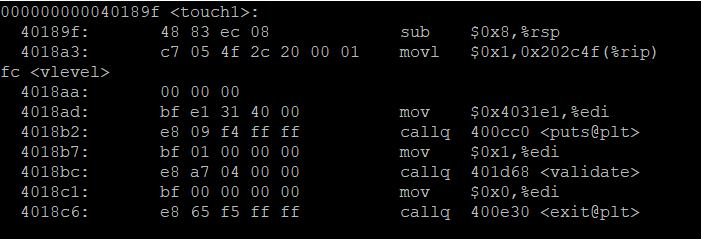 000000000040189f <touch1>:
40189f: 48 83 ec 08 sub $0x8,%rsp
4018a3: c7 05 4f 2c 20 00 01 movl $0x1,0x202c4f(%rip)
fc <vlevel>
4018aa: 00 00 00
4018ad: bf e1 31 40 00 mov $0x4031e1,%edi
4018b2: e8 09 f4 ff ff callq 400cc0 <puts@plt>
4018b7: bf 01 00 00 00 mov $0x1,%edi
4018bc: e8 a7 04 00 00 callq 401d68 <validate>
4018c1: bf 00 00 00 00 mov $0x0,%edi
4018c6: e8 65 f5 ff ff callq 400e30 <exit@plt>